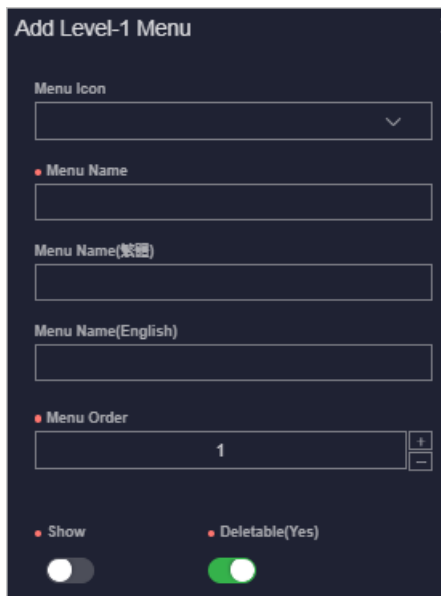 Add Level-1 Menu
Menu Icon
Menu Name
Menu Name(繁體)
Menu Name(English)
Menu Order
1
Show
Deletable(Yes)